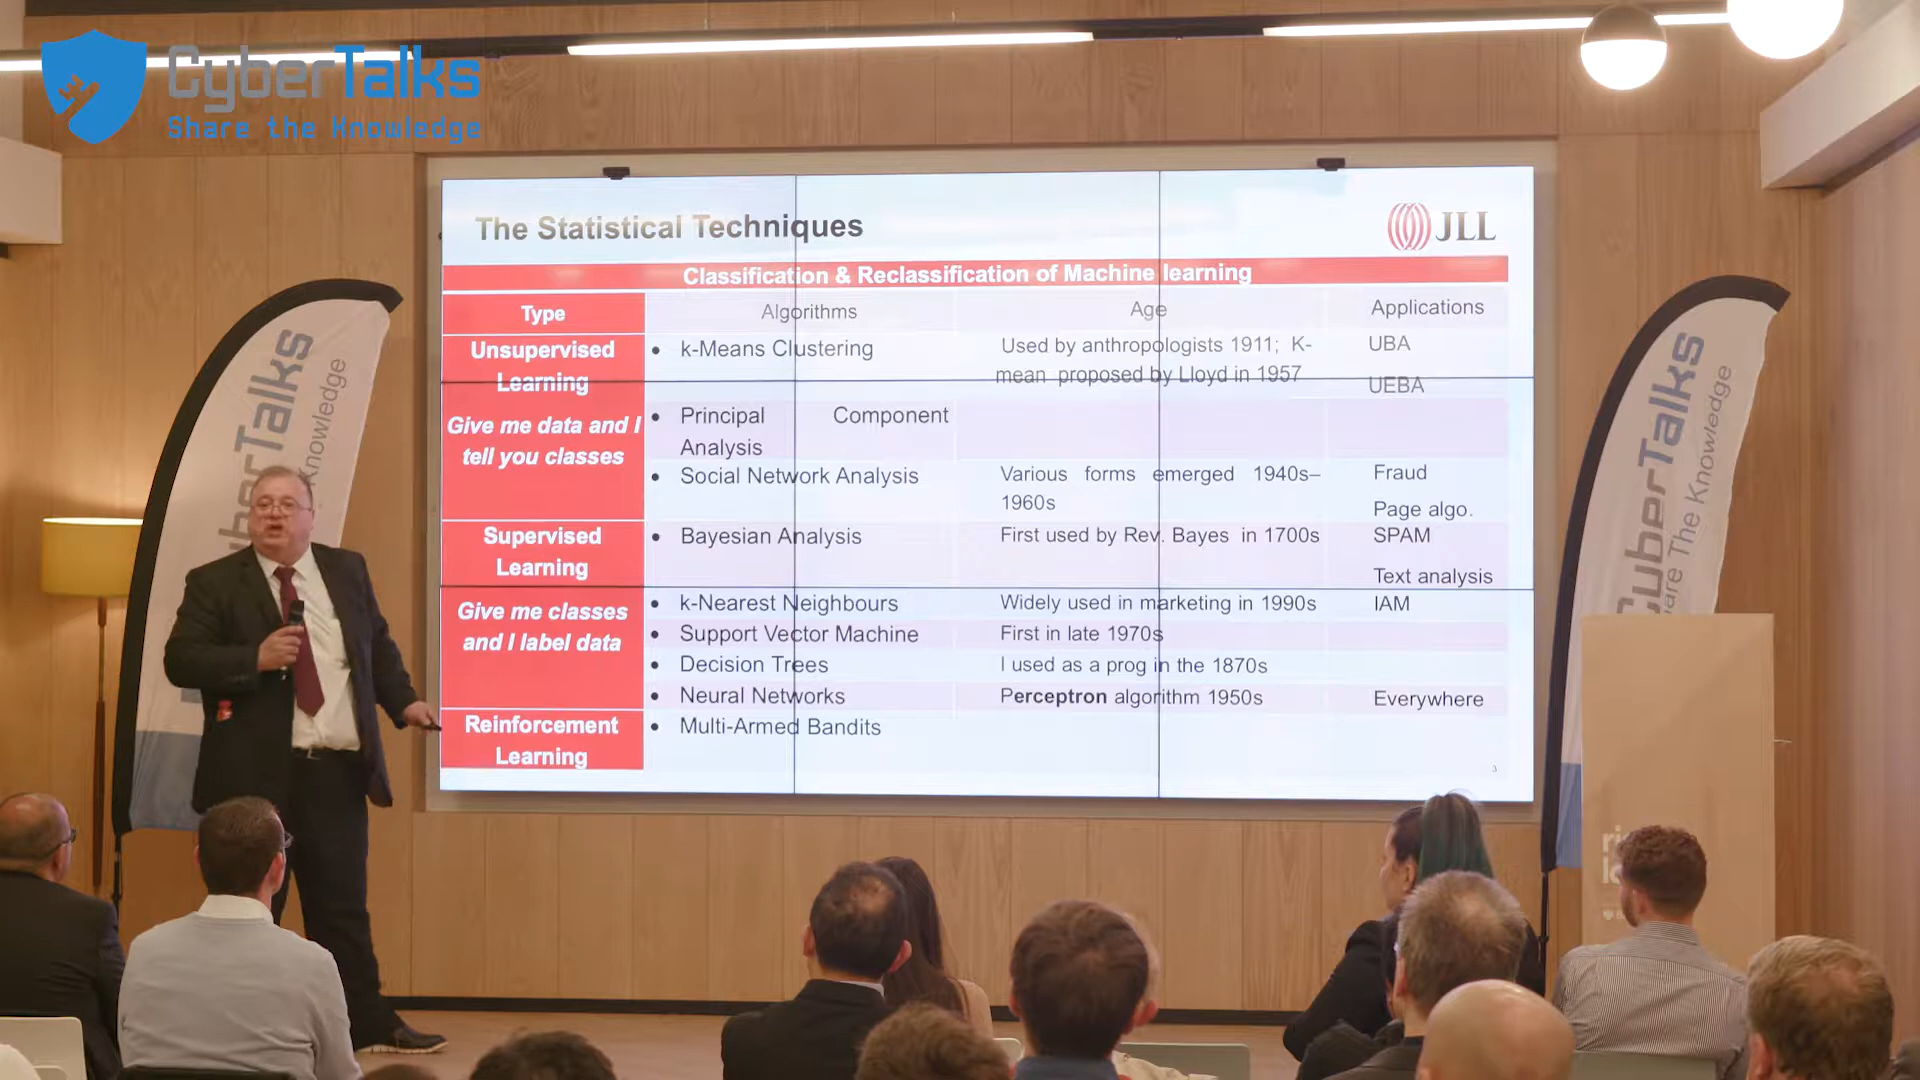 CyberTalks
Share the Knowledge
The Statistical Techniques
JLL
Classification & Reclassification of Machine learning
Type Algorithms Age Applications
Unsupervised Learning
Give me data and I tell you classes
• k-Means Clustering
Used by anthropologists 1911; K-
mean proposed by Lloyd in 1957
UBA
UEBA
• Principal Component
Analysis
• Social Network Analysis
Various forms emerged 1940s–
1960s
Fraud
Page algo.
Supervised
Learning
Give me classes
and I label data
• Bayesian Analysis
First used by Rev. Bayes in 1700s
SPAM
Text analysis
• k-Nearest Neighbours
Widely used in marketing in 1990s
IAM
• Support Vector Machine
First in late 1970s
• Decision Trees
I used as a prog in the 1870s
• Neural Networks
Perceptron algorithm 1950s
Everywhere
Reinforcement
Learning
• Multi-Armed Bandits
3
berTalks
Knowledge
CyberTalks
are The Knowledge